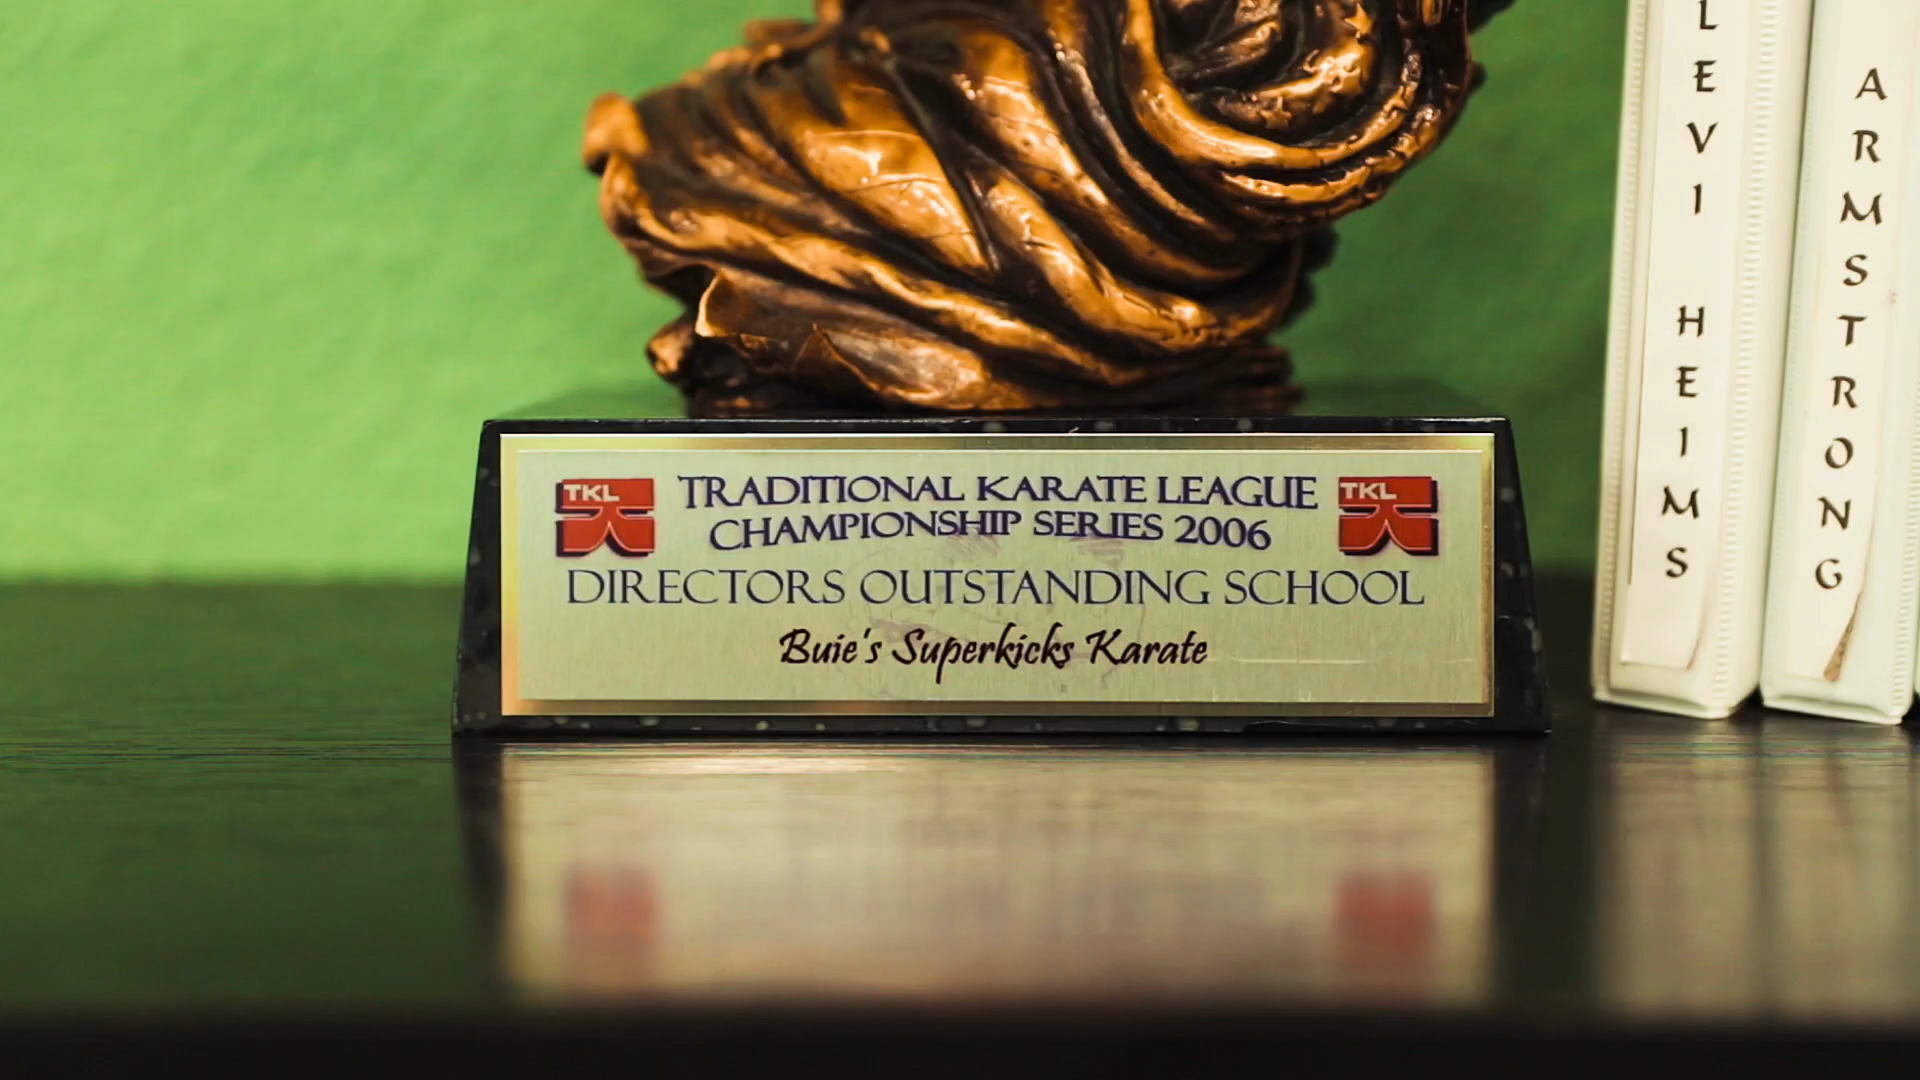 TKL
TRADITIONAL KARATE LEAGUE
TKL
CHAMPIONSHIP SERIES 2006
DIRECTORS OUTSTANDING SCHOOL
Buie's Superkicks Karate
LEVI HEIMS
ARMSTRONG